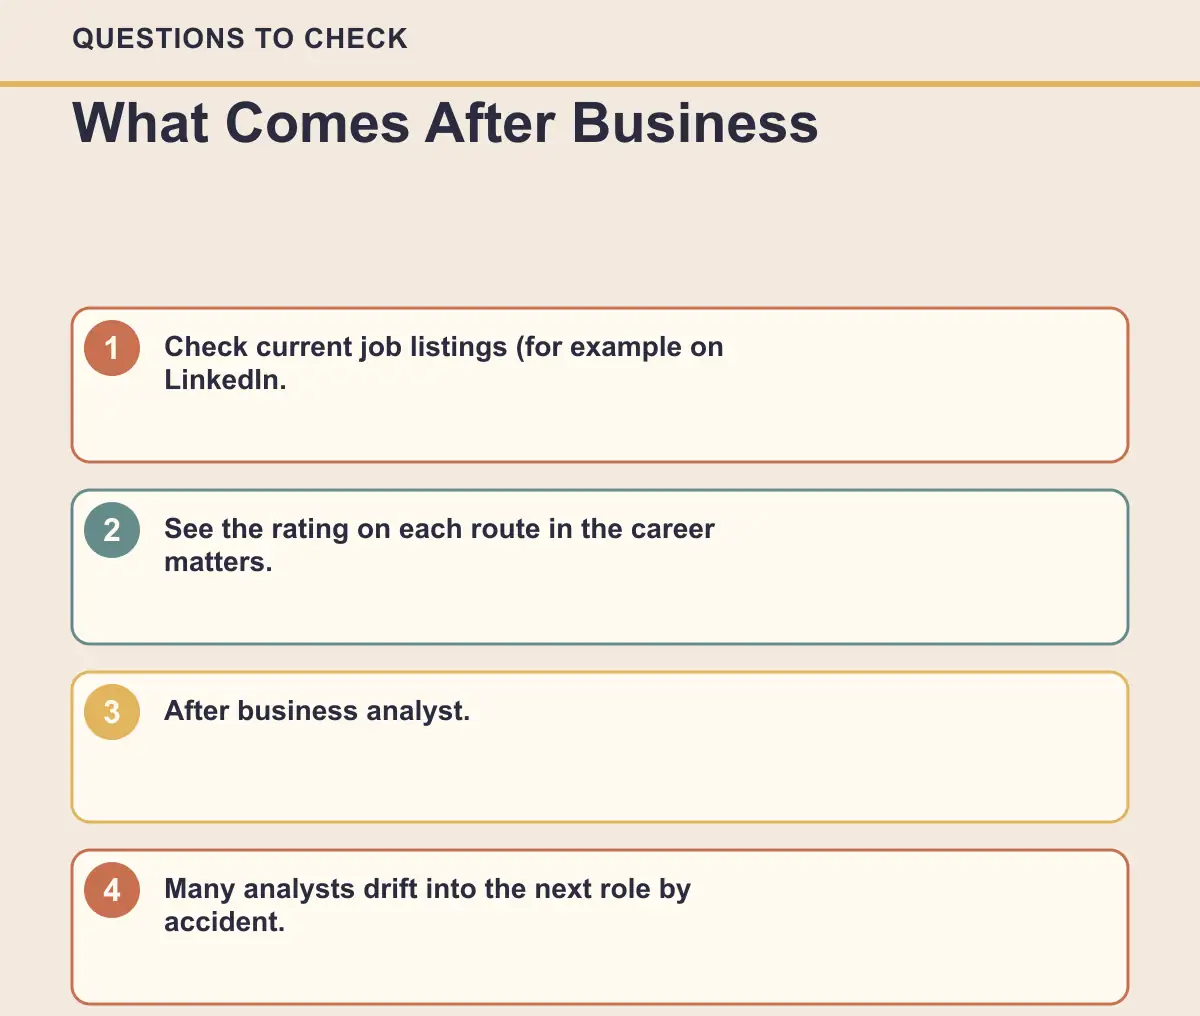 QUESTIONS TO CHECK
What Comes After Business
1
Check current job listings (for example on
LinkedIn.
2
See the rating on each route in the career
matters.
3
After business analyst.
4
Many analysts drift into the next role by
accident.